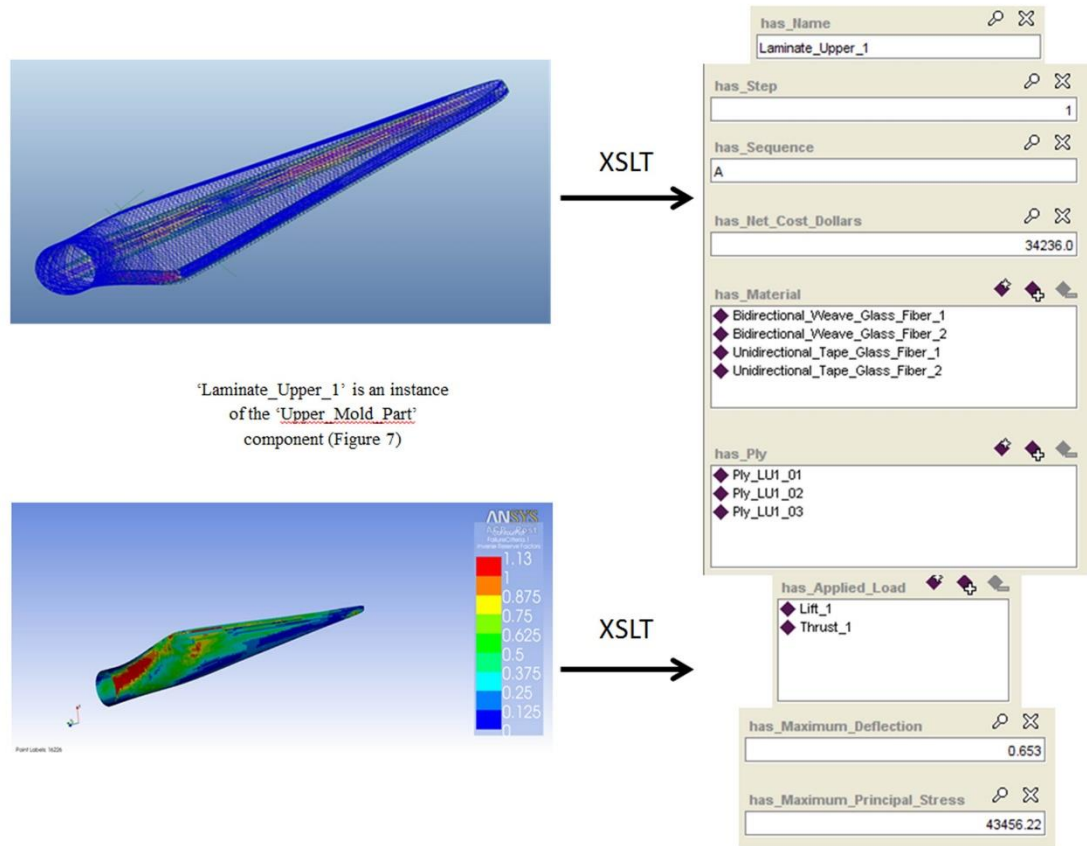 has_Name
Laminate_Upper_1
has_Step
1
has_Sequence
A
has_Net_Cost_Dollars
34236.0
has_Material
Bidirectional_Weave_Glass_Fiber_1
Bidirectional_Weave_Glass_Fiber_2
Unidirectional_Tape_Glass_Fiber_1
Unidirectional_Tape_Glass_Fiber_2
has_Ply
Ply_LU1_01
Ply_LU1_02
Ply_LU1_03
XSLT
‘Laminate_Upper_1’ is an instance
of the ‘Upper_Mold_Part’
component (Figure 7)
ANSYS
Inverse Reserve Factors
1.13
1
0.875
0.75
0.625
0.5
0.375
0.25
0.125
0
XSLT
has_Applied_Load
Lift_1
Thrust_1
has_Maximum_Deflection
0.653
has_Maximum_Principal_Stress
43456.22